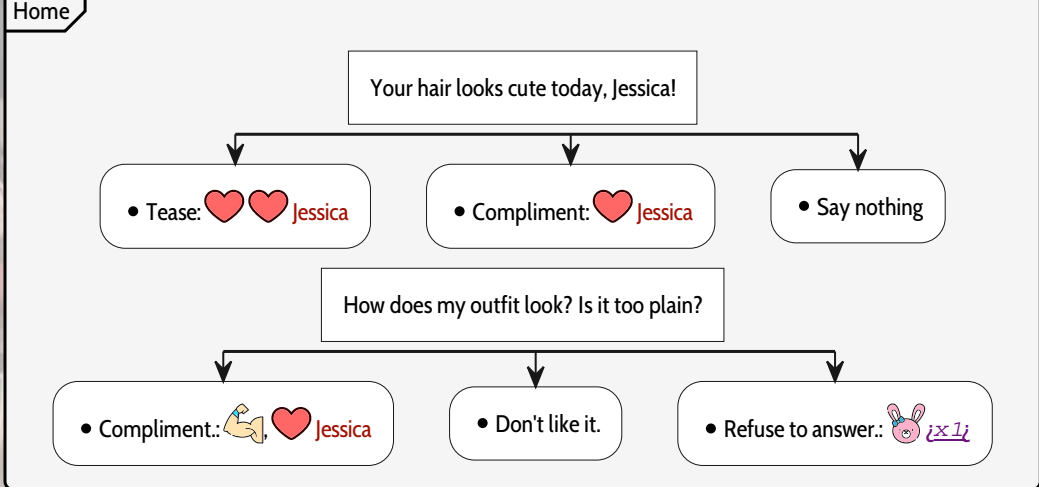 Home
Your hair looks cute today, Jessica!
• Tease: Jessica
• Compliment: Jessica
• Say nothing
How does my outfit look? Is it too plain?
• Compliment.: , Jessica
• Don't like it.
• Refuse to answer.: ¿x1¿